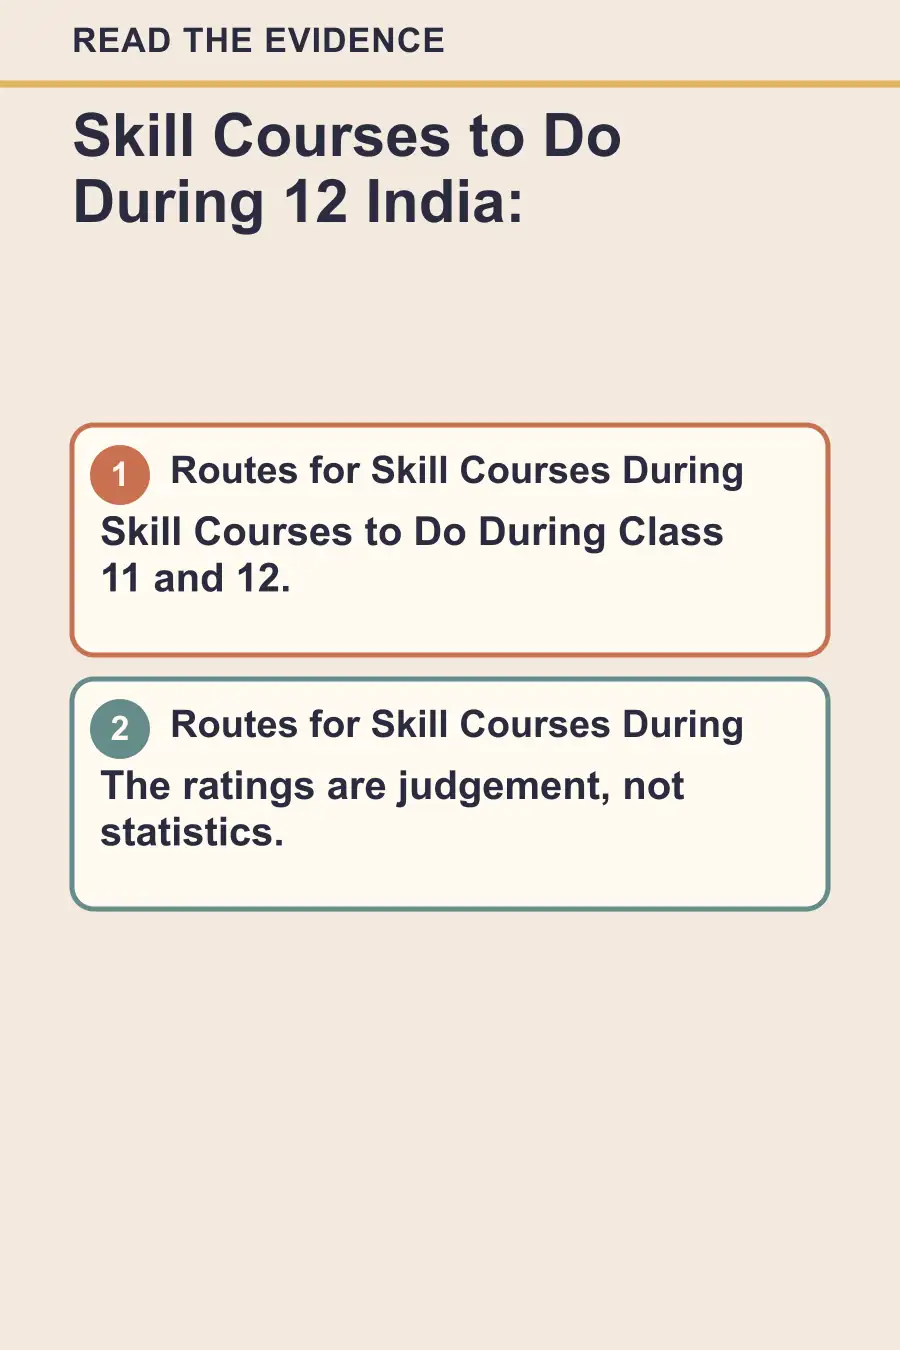 READ THE EVIDENCE
Skill Courses to Do
During 12 India:
1 Routes for Skill Courses During
Skill Courses to Do During Class
11 and 12.
2 Routes for Skill Courses During
The ratings are judgement, not
statistics.